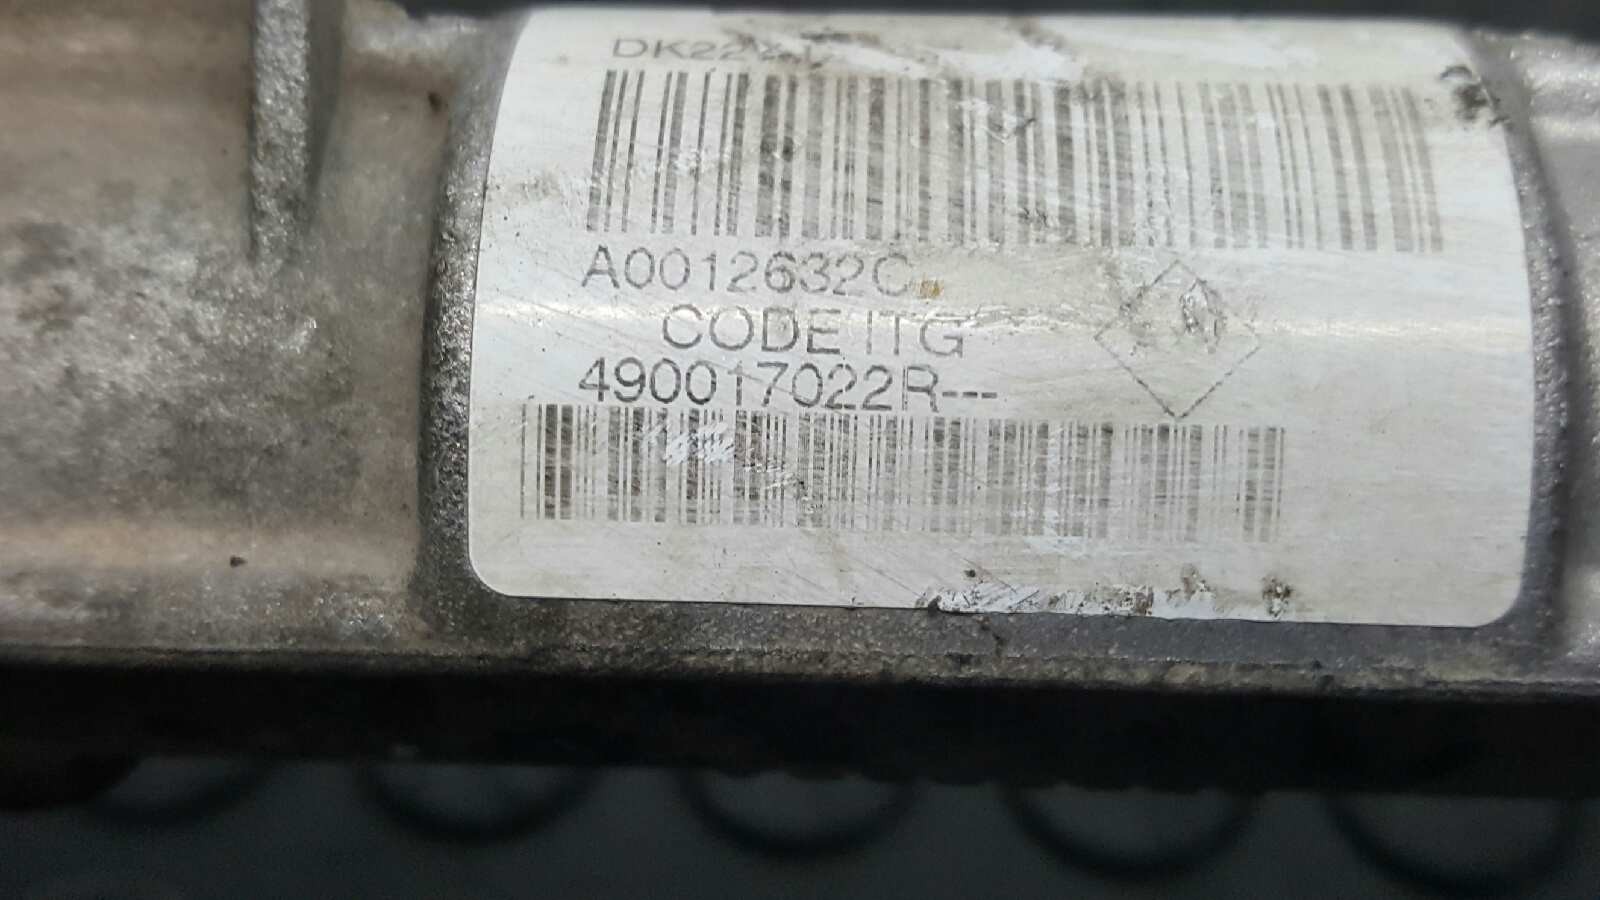 A0012632C
CODE ITG
490017022R---